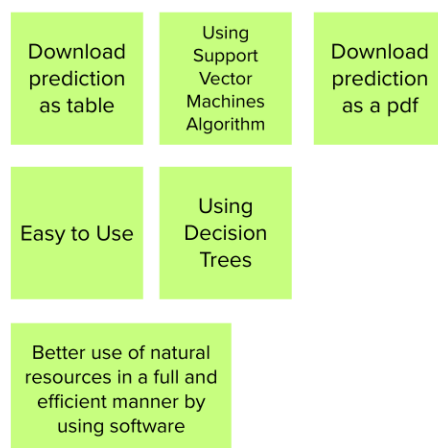 Download
prediction
as table
Using
Support
Vector
Machines
Algorithm
Download
prediction
as a pdf
Easy to Use
Using
Decision
Trees
Better use of natural
resources in a full and
efficient manner by
using software